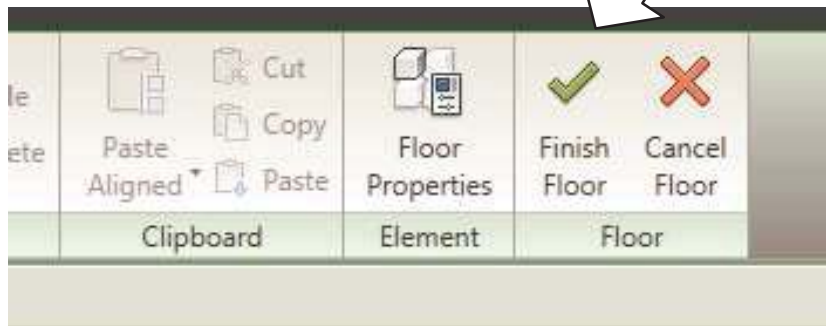 Cut
Copy
Paste
Aligned
Paste
Floor
Properties
Finish
Floor
Cancel
Floor
Clipboard
Element
Floor